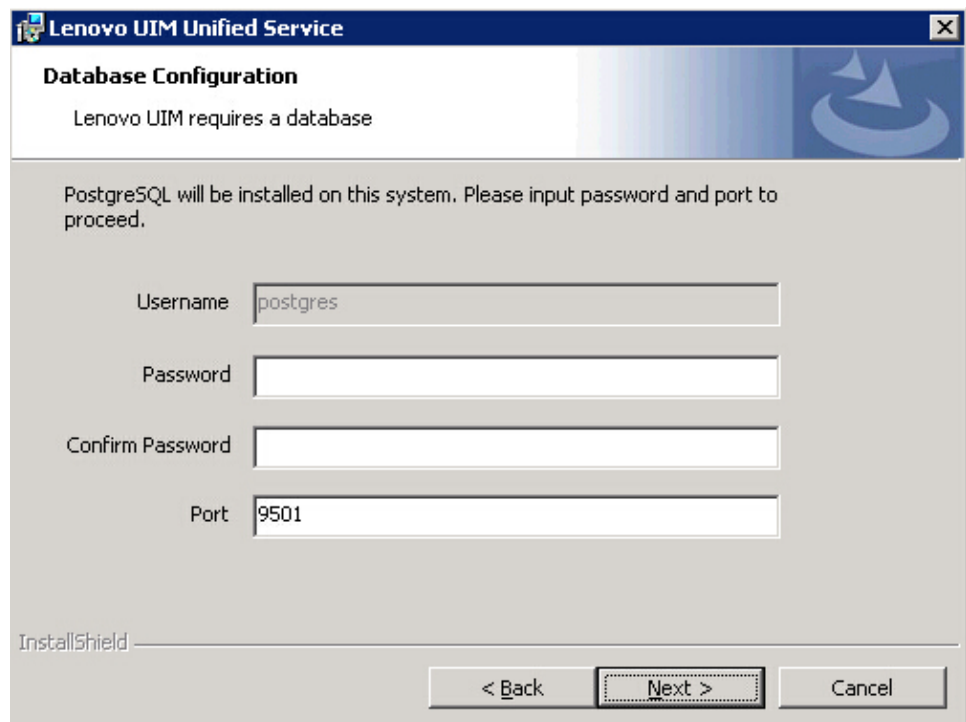 Lenovo UIM Unified Service
Database Configuration
Lenovo UIM requires a database
PostgreSQL will be installed on this system. Please input password and port to
proceed.
Username postgres
Password
Confirm Password
Port 9501
InstallShield
< Back Next > Cancel